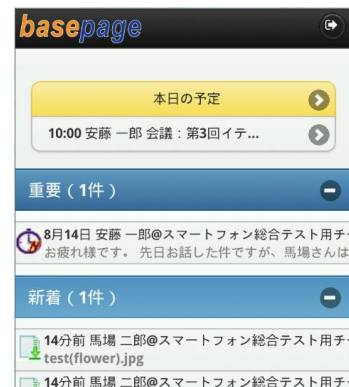 basepage
本日の予定
10:00 安藤 一郎 会議：第3回イテ...
重要（1件）
8月14日 安藤 一郎@スマートフォン総合テスト用チ
お疲れ様です。 先日お話した件ですが、馬場さんは
新着（1件）
14分前 馬場 二郎@スマートフォン総合テスト用チ
test(flower).jpg
14分前 馬場 二郎@スマートフォン総合テスト用チ